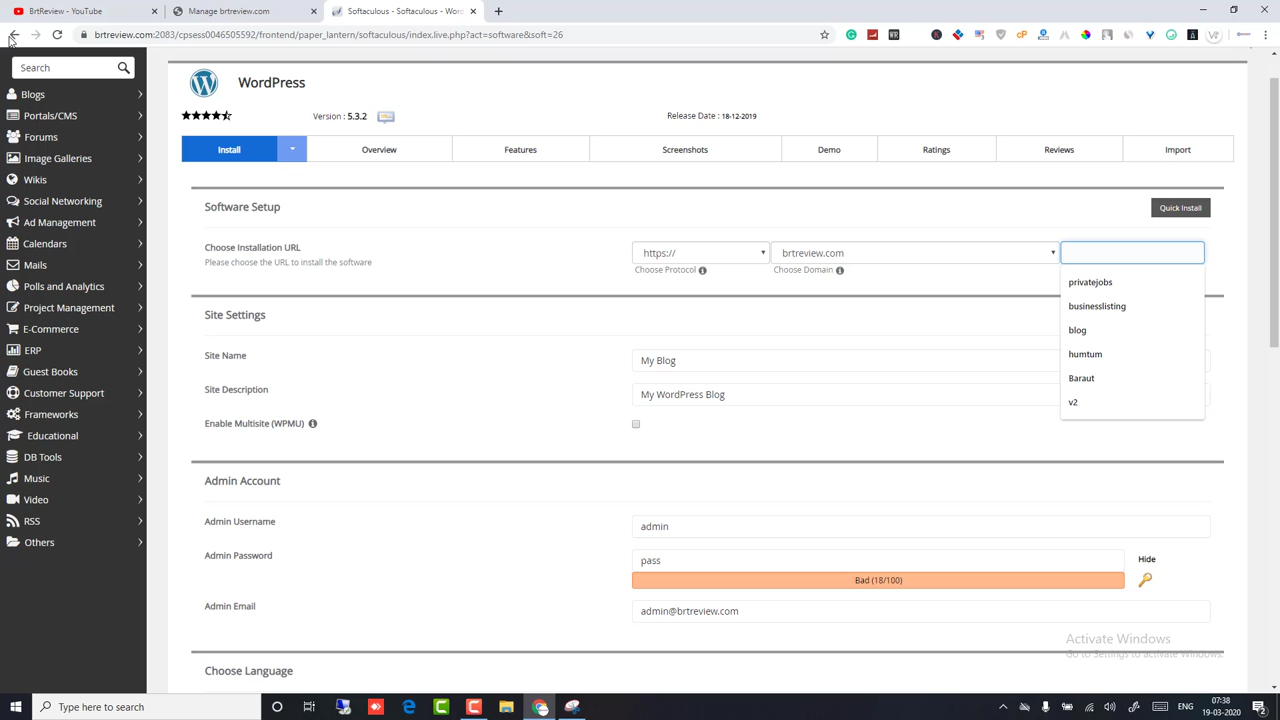 BrtReview - YouTube
Manage brtreview.com
Softaculous - Softaculous - Word
brtreview.com:2083/cpsess0046505592/frontend/paper_lantern/softaculous/index.live.php?act=software&soft=26
Search
Blogs
Portals/CMS
Forums
Image Galleries
Wikis
Social Networking
Ad Management
Calendars
Mails
Polls and Analytics
Project Management
E-Commerce
ERP
Guest Books
Customer Support
Frameworks
Educational
DB Tools
Music
Video
RSS
Others
WordPress
Version : 5.3.2
Release Date : 18-12-2019
Install
Overview
Features
Screenshots
Demo
Ratings
Reviews
Import
Software Setup
Quick Install
Choose Installation URL
Please choose the URL to install the software
https://
brtreview.com
Choose Protocol
Choose Domain
privatejobs
businesslisting
blog
humtum
Baraut
v2
Site Settings
Site Name
My Blog
Site Description
My WordPress Blog
Enable Multisite (WPMU)
Admin Account
Admin Username
admin
Admin Password
pass
Hide
Bad (18/100)
Admin Email
admin@brtreview.com
Activate Windows
Go to Settings to activate Windows.
Choose Language
Type here to search
07:38
19-03-2020